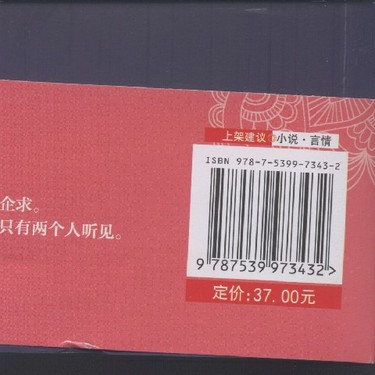 上架建议 小说·言情
ISBN 978-7-5399-7343-2
企求。
只有两个人听见。
9 787539 973432 >
定价:37.00元